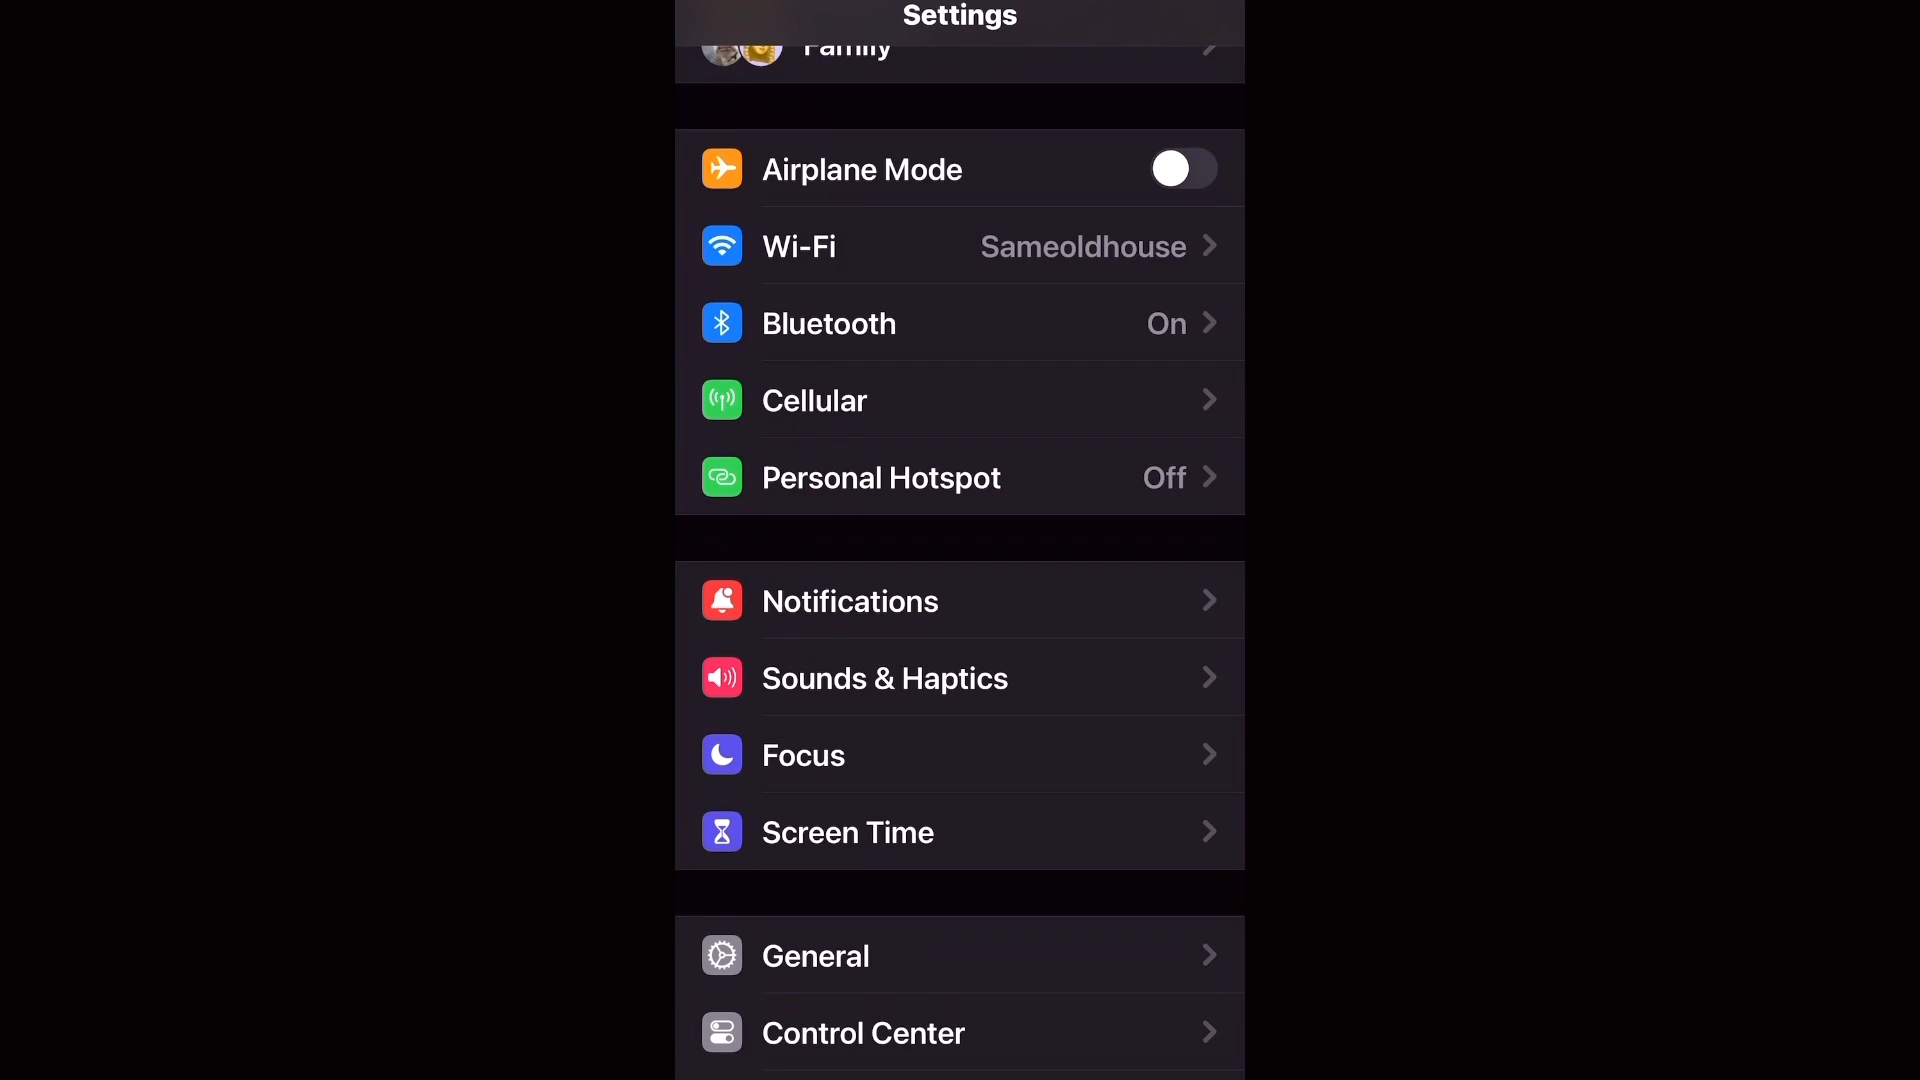 Settings
Family
Airplane Mode
Wi-Fi Sameoldhouse
Bluetooth On
Cellular
Personal Hotspot Off
Notifications
Sounds & Haptics
Focus
Screen Time
General
Control Center